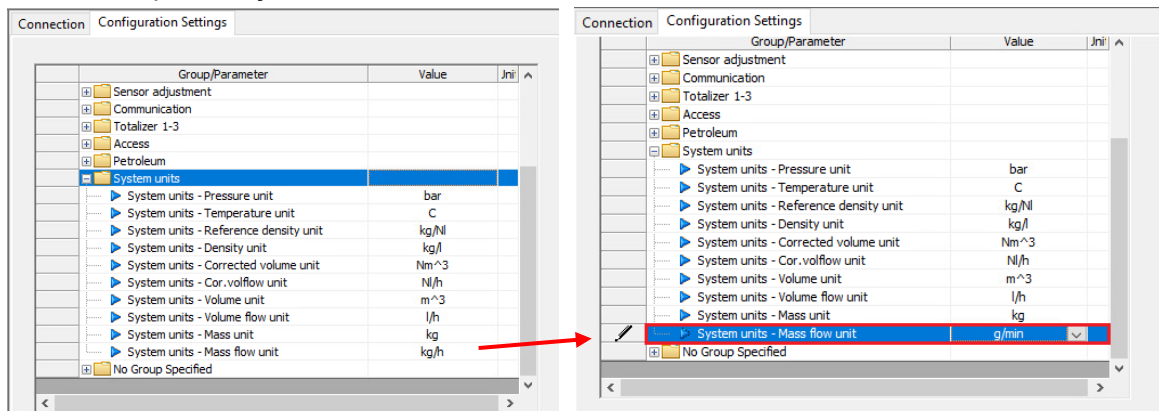 Connection Configuration Settings
Group/Parameter Value Uni
Sensor adjustment
Communication
Totalizer 1-3
Access
Petroleum
System units
System units - Pressure unit bar
System units - Temperature unit C
System units - Reference density unit kg/Nl
System units - Density unit kg/l
System units - Corrected volume unit Nm^3
System units - Cor.volflow unit Nl/h
System units - Volume unit m^3
System units - Volume flow unit l/h
System units - Mass unit kg
System units - Mass flow unit kg/h
No Group Specified
Connection Configuration Settings
Group/Parameter Value Uni
Sensor adjustment
Communication
Totalizer 1-3
Access
Petroleum
System units
System units - Pressure unit bar
System units - Temperature unit C
System units - Reference density unit kg/Nl
System units - Density unit kg/l
System units - Corrected volume unit Nm^3
System units - Cor.volflow unit Nl/h
System units - Volume unit m^3
System units - Volume flow unit l/h
System units - Mass unit kg
System units - Mass flow unit g/min
No Group Specified